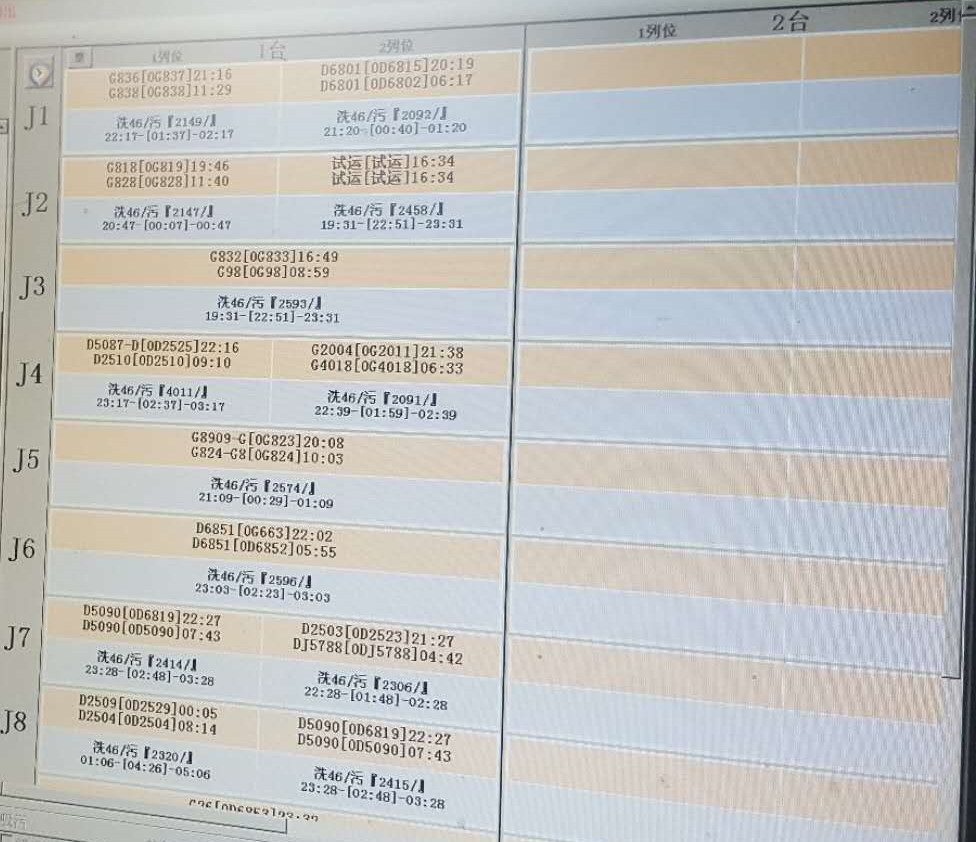 1列位 1台 2列位 1列位 2台 2列
整
J1
G836[0G837]21:16
G838[0G838]11:29
洗46/污『2149/』
22:17-[01:37]-02:17
D6801[0D6815]20:19
D6801[0D6802]06:17
洗46/污『2092/』
21:20-[00:40]-01:20
J2
G818[0G819]19:46
G828[0G828]11:40
洗46/污『2147/』
20:47-[00:07]-00:47
试运[试运]16:34
试运[试运]16:34
洗46/污『2458/』
19:31-[22:51]-23:31
J3
G832[0G833]16:49
G98[0G98]08:59
洗46/污『2593/』
19:31-[22:51]-23:31
J4
D5087-D[0D2525]22:16
D2510[0D2510]09:10
洗46/污『4011/』
23:17-[02:37]-03:17
G2004[0G2011]21:38
G4018[0G4018]06:33
洗46/污『2091/』
22:39-[01:59]-02:39
J5
G8909-G[0G823]20:08
G824-G8[0G824]10:03
洗46/污『2574/』
21:09-[00:29]-01:09
J6
D6851[0G663]22:02
D6851[0D6852]05:55
洗46/污『2596/』
23:03-[02:23]-03:03
J7
D5090[0D6819]22:27
D5090[0D5090]07:43
洗46/污『2414/』
23:28-[02:48]-03:28
D2503[0D2523]21:27
DJ5788[0DJ5788]04:42
洗46/污『2306/』
22:28-[01:48]-02:28
J8
D2509[0D2529]00:05
D2504[0D2504]08:14
洗46/污『2320/』
01:06-[04:26]-05:06
D5090[0D6819]22:27
D5090[0D5090]07:43
洗46/污『2415/』
23:28-[02:48]-03:28